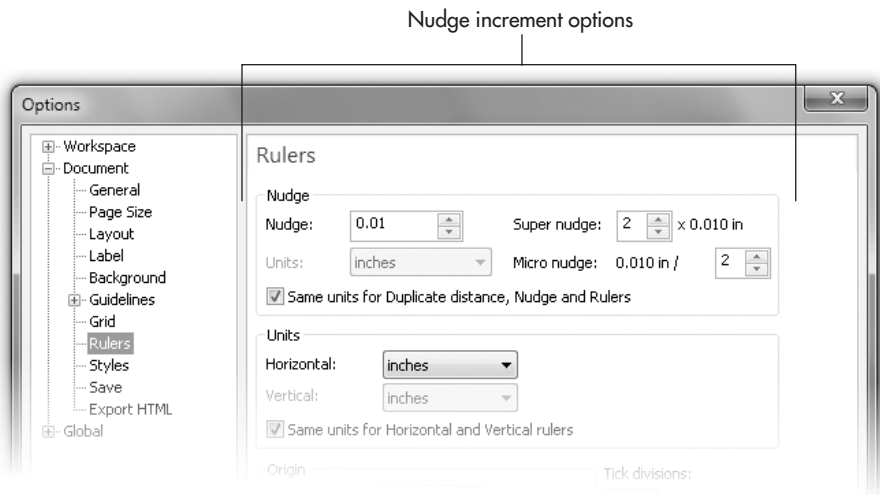 Nudge increment options
Options
X
Workspace
Document
General
Page Size
Layout
Label
Background
Guidelines
Grid
Rulers
Styles
Save
Export HTML
Global
Rulers
Nudge
Nudge: 0.01 Super nudge: 2 x 0.010 in
Units: inches Micro nudge: 0.010 in / 2
Same units for Duplicate distance, Nudge and Rulers
Units
Horizontal: inches
Vertical: inches
Same units for Horizontal and Vertical rulers
Origin Tick divisions: